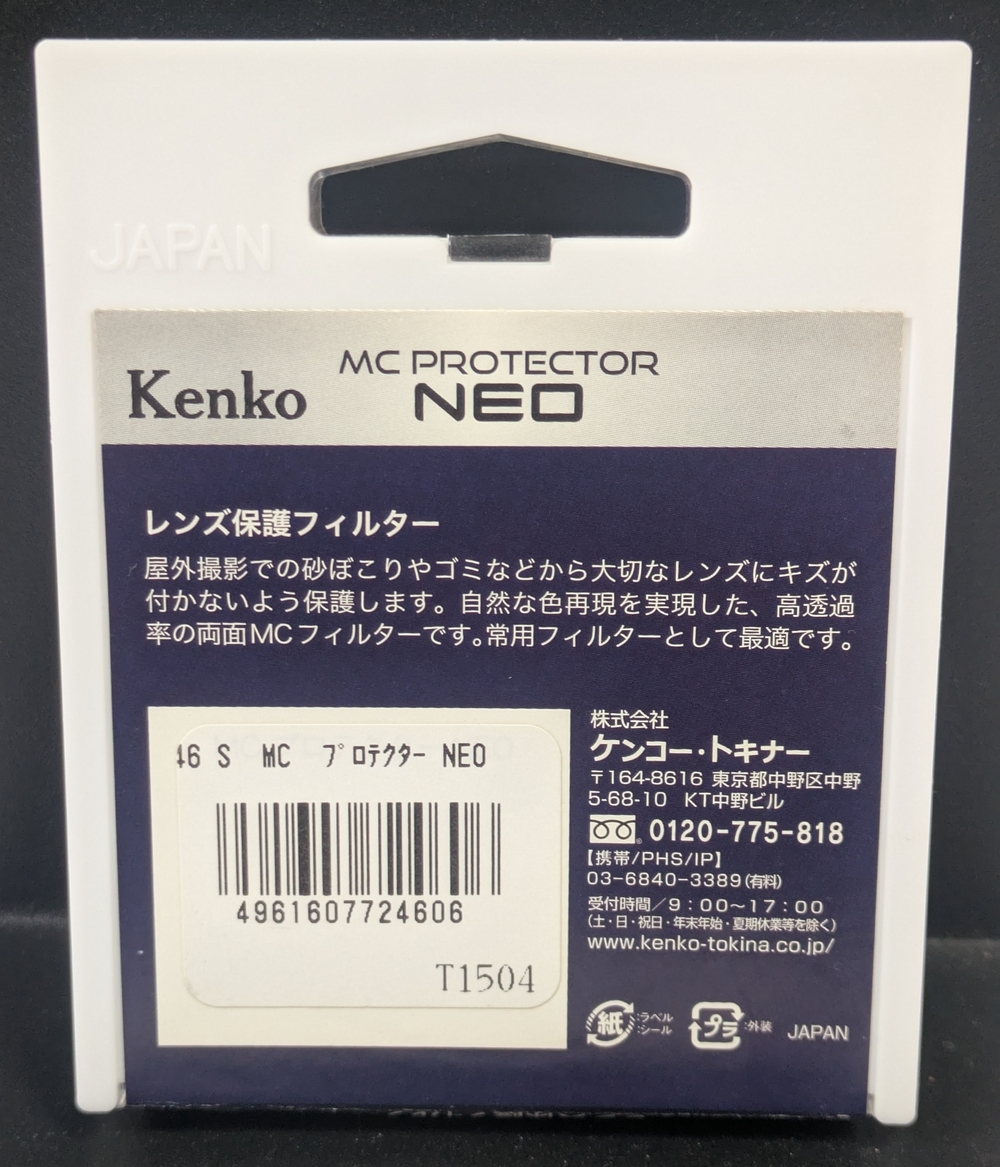 JAPAN
Kenko
MC PROTECTOR
NEO
レンズ保護フィルター
屋外撮影での砂ぼこりやゴミなどから大切なレンズにキズが
付かないよう保護します。自然な色再現を実現した、高透過
率の両面MCフィルターです。常用フィルターとして最適です。
46 S MC プロテクター NEO
4961607724606
T1504
株式会社
ケンコー・トキナー
〒164-8616 東京都中野区中野
5-68-10 KT中野ビル
0120-775-818
【携帯/PHS/IP】
03-6840-3389(有料)
受付時間/9:00〜17:00
(土・日・祝日・年末年始・夏期休業等を除く)
www.kenko-tokina.co.jp/
紙:ラベル
:シール
プラ:外装
JAPAN